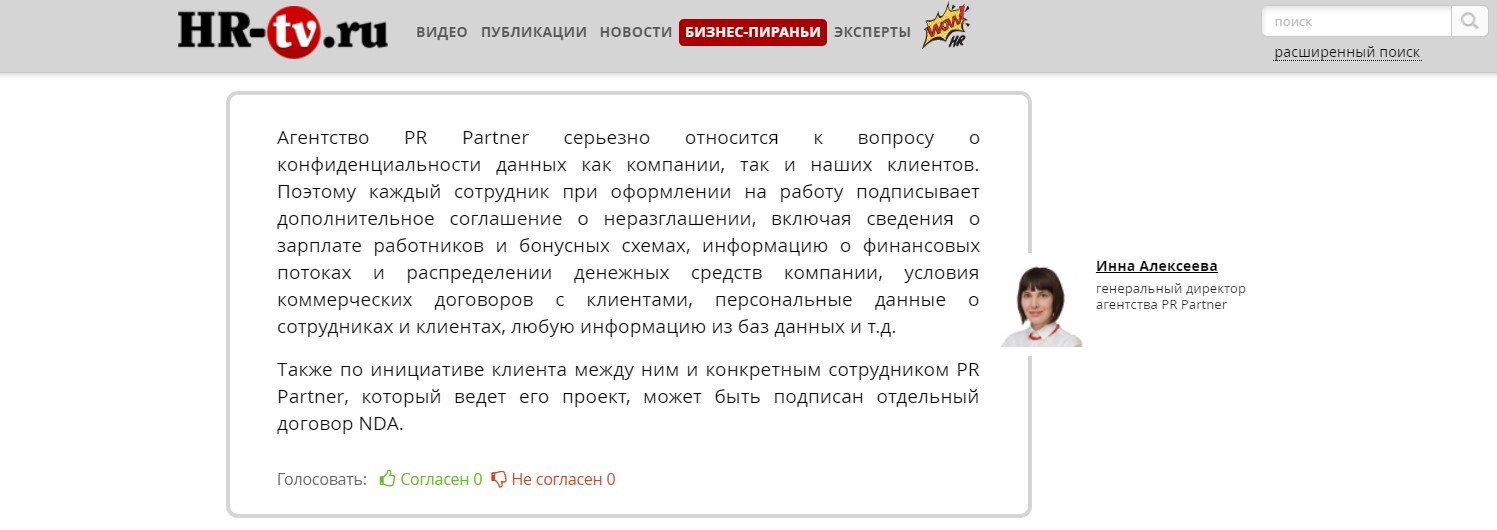 HR-tv.ru
ВИДЕО ПУБЛИКАЦИИ НОВОСТИ БИЗНЕС-ПИРАНЬИ ЭКСПЕРТЫ
WOW!
HR
поиск
расширенный поиск
Агентство PR Partner серьезно относится к вопросу о
конфиденциальности данных как компании, так и наших клиентов.
Поэтому каждый сотрудник при оформлении на работу подписывает
дополнительное соглашение о неразглашении, включая сведения о
зарплате работников и бонусных схемах, информацию о финансовых
потоках и распределении денежных средств компании, условия
коммерческих договоров с клиентами, персональные данные о
сотрудниках и клиентах, любую информацию из баз данных и т.д.
Также по инициативе клиента между ним и конкретным сотрудником PR
Partner, который ведет его проект, может быть подписан отдельный
договор NDA.
Голосовать: Согласен 0 Не согласен 0
Инна Алексеева
генеральный директор
агентства PR Partner